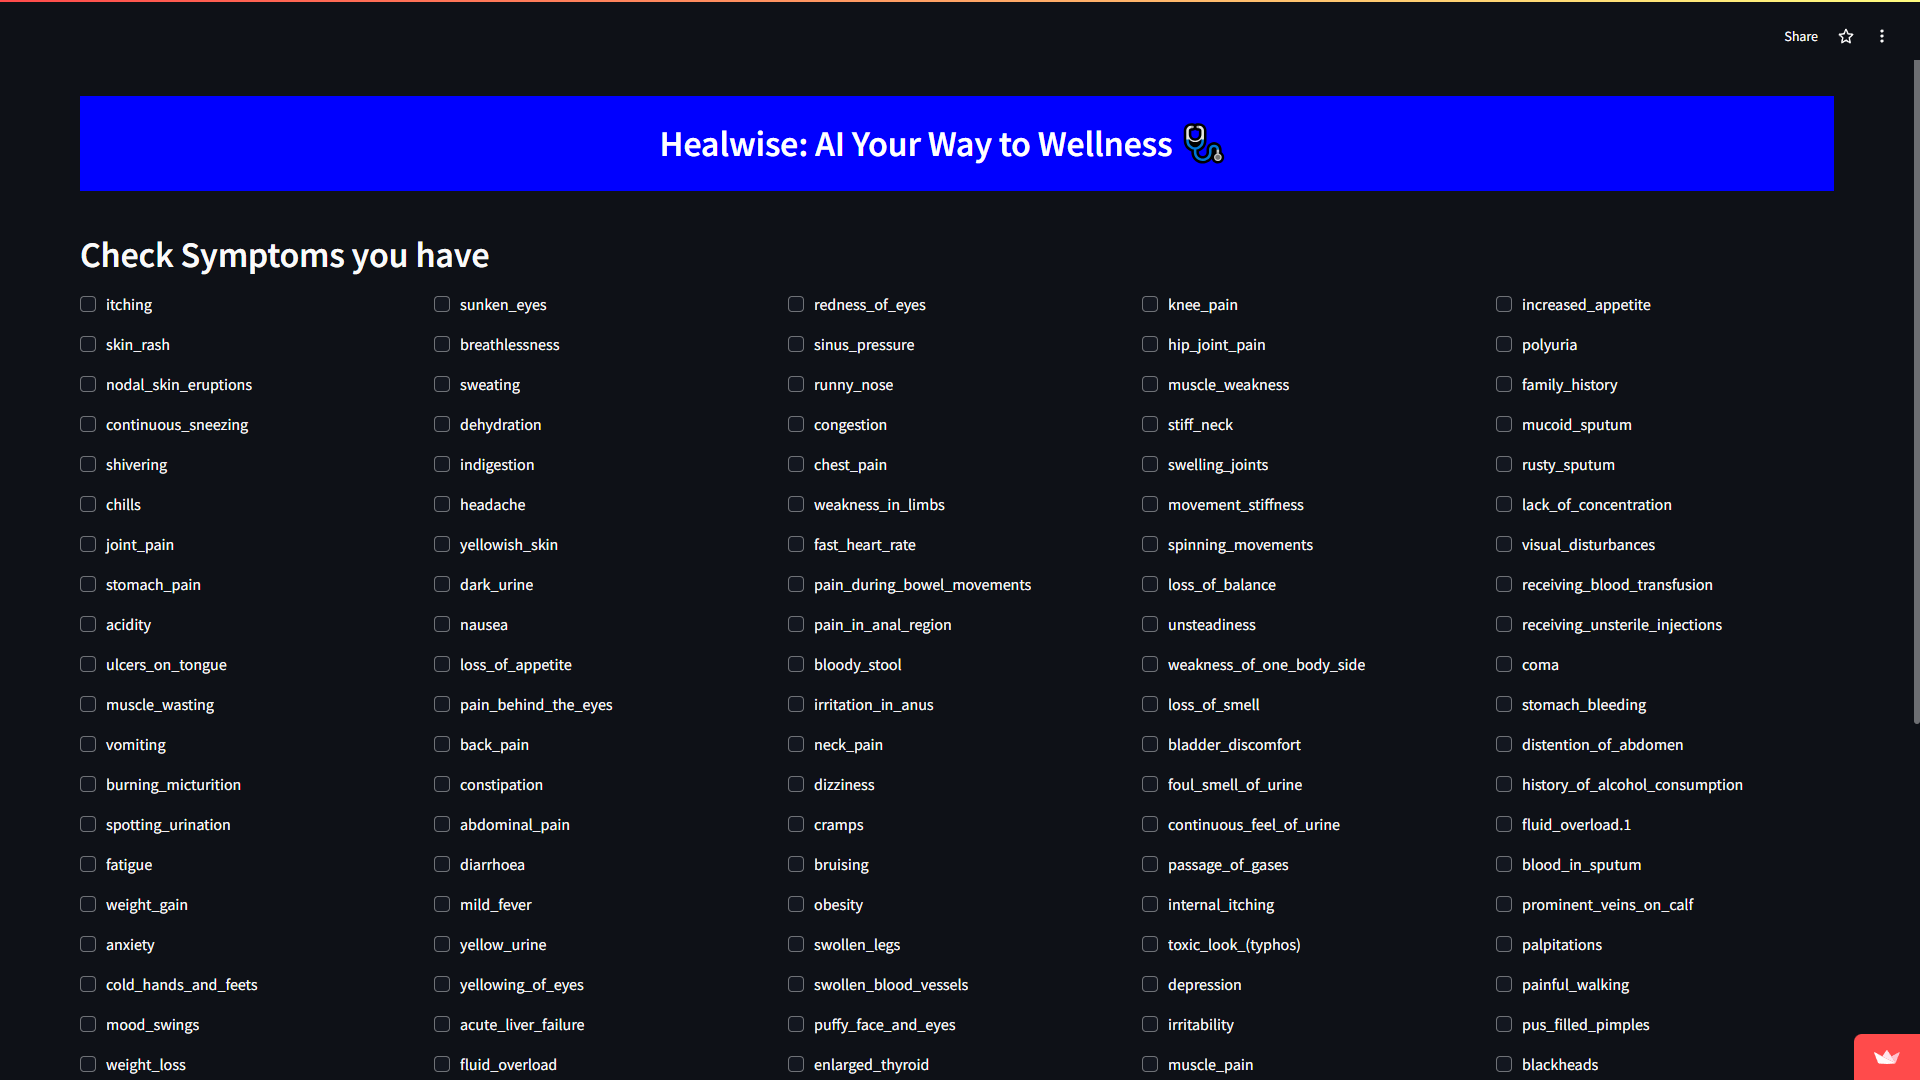 Share
Healwise: AI Your Way to Wellness
Check Symptoms you have
itching
skin_rash
nodal_skin_eruptions
continuous_sneezing
shivering
chills
joint_pain
stomach_pain
acidity
ulcers_on_tongue
muscle_wasting
vomiting
burning_micturition
spotting_urination
fatigue
weight_gain
anxiety
cold_hands_and_feets
mood_swings
weight_loss
sunken_eyes
breathlessness
sweating
dehydration
indigestion
headache
yellowish_skin
dark_urine
nausea
loss_of_appetite
pain_behind_the_eyes
back_pain
constipation
abdominal_pain
diarrhoea
mild_fever
yellow_urine
yellowing_of_eyes
acute_liver_failure
fluid_overload
redness_of_eyes
sinus_pressure
runny_nose
congestion
chest_pain
weakness_in_limbs
fast_heart_rate
pain_during_bowel_movements
pain_in_anal_region
bloody_stool
irritation_in_anus
neck_pain
dizziness
cramps
bruising
obesity
swollen_legs
swollen_blood_vessels
puffy_face_and_eyes
enlarged_thyroid
knee_pain
hip_joint_pain
muscle_weakness
stiff_neck
swelling_joints
movement_stiffness
spinning_movements
loss_of_balance
unsteadiness
weakness_of_one_body_side
loss_of_smell
bladder_discomfort
foul_smell_of_urine
continuous_feel_of_urine
passage_of_gases
internal_itching
toxic_look_(typhos)
depression
irritability
muscle_pain
increased_appetite
polyuria
family_history
mucoid_sputum
rusty_sputum
lack_of_concentration
visual_disturbances
receiving_blood_transfusion
receiving_unsterile_injections
coma
stomach_bleeding
distention_of_abdomen
history_of_alcohol_consumption
fluid_overload.1
blood_in_sputum
prominent_veins_on_calf
palpitations
painful_walking
pus_filled_pimples
blackheads